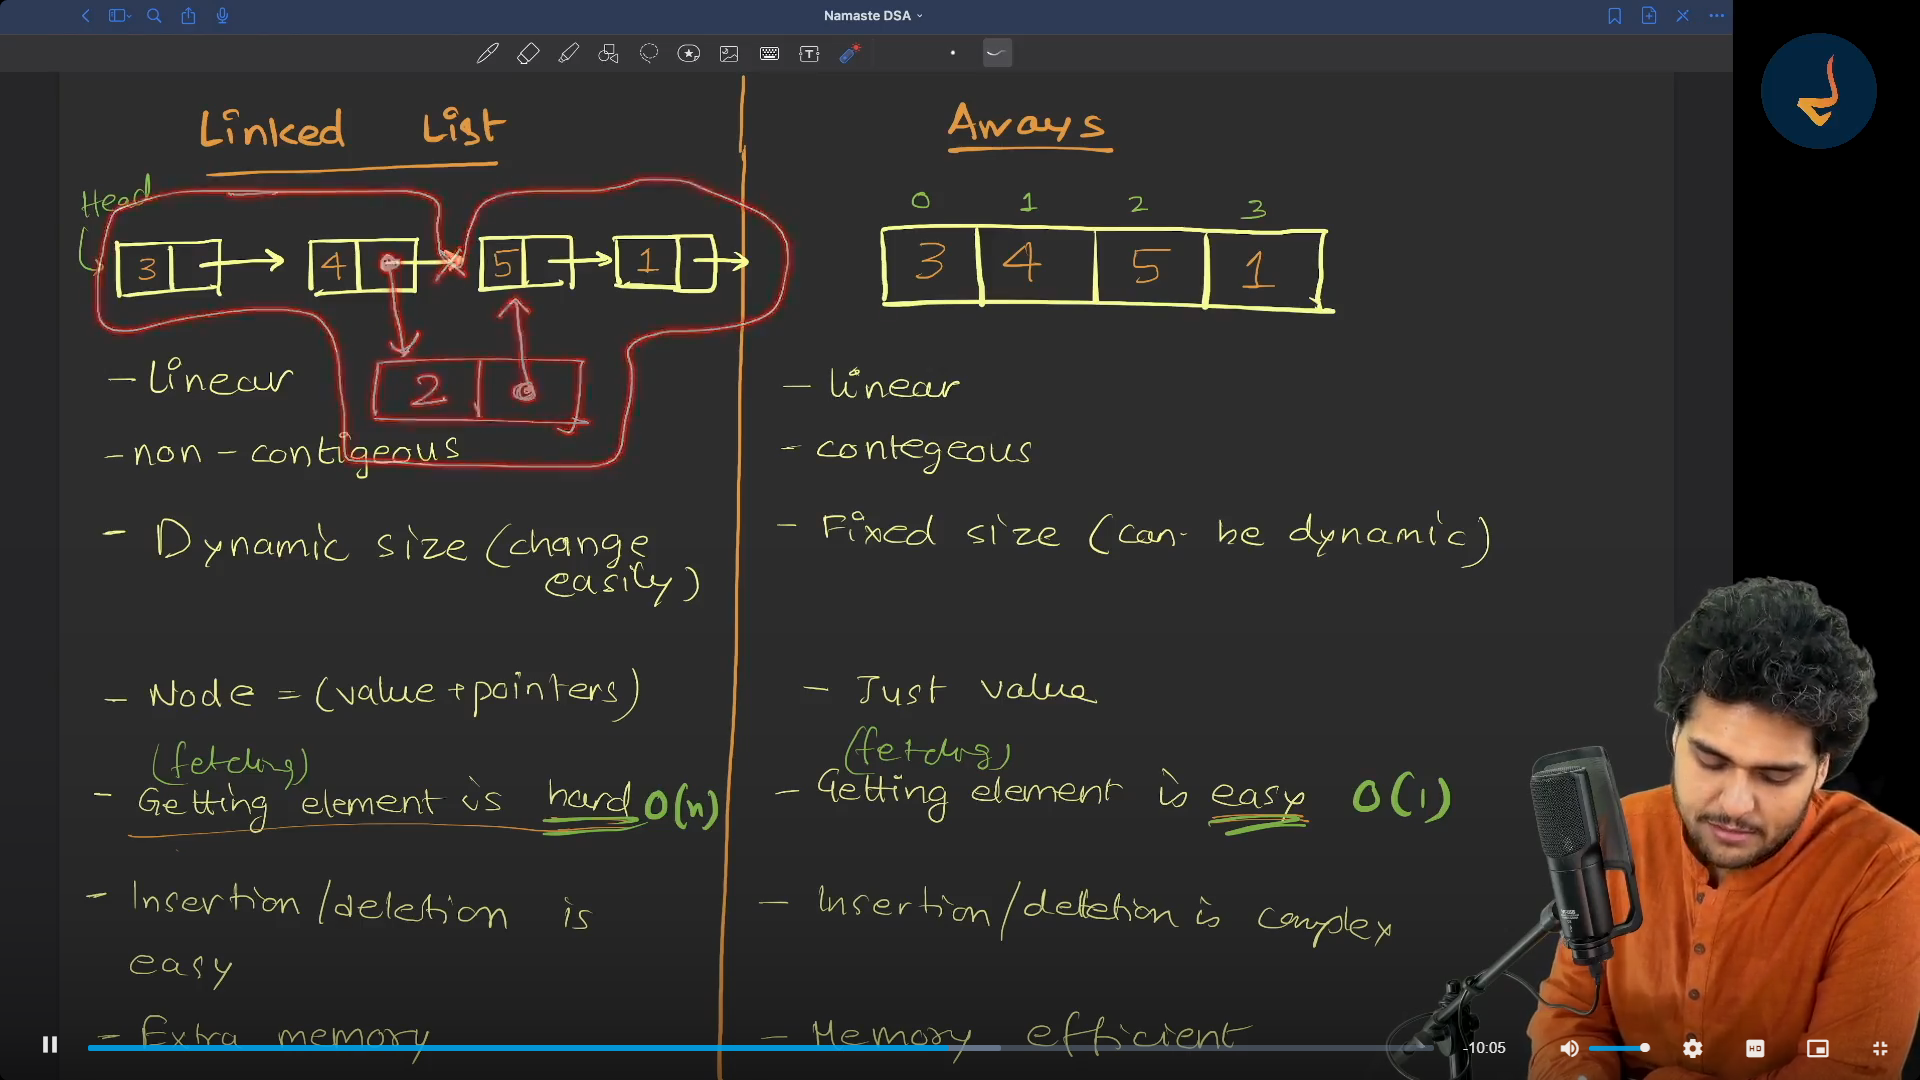 Namaste DSA
Linked List
Head
3 4 5 1
2
- Linear
- non - contigeous
- Dynamic size (change
easily)
- Node = (value + pointers)
(fetching)
- Getting element is hard O(n)
- Insertion/deletion is
easy
- Extra memory
Arrays
0 1 2 3
3 4 5 1
- linear
- contegeous
- Fixed size (can be dynamic)
- Just value
(fetching)
- Getting element is easy O(1)
- Insertion/deletion is complex
- Memory efficient
-10:05
HD